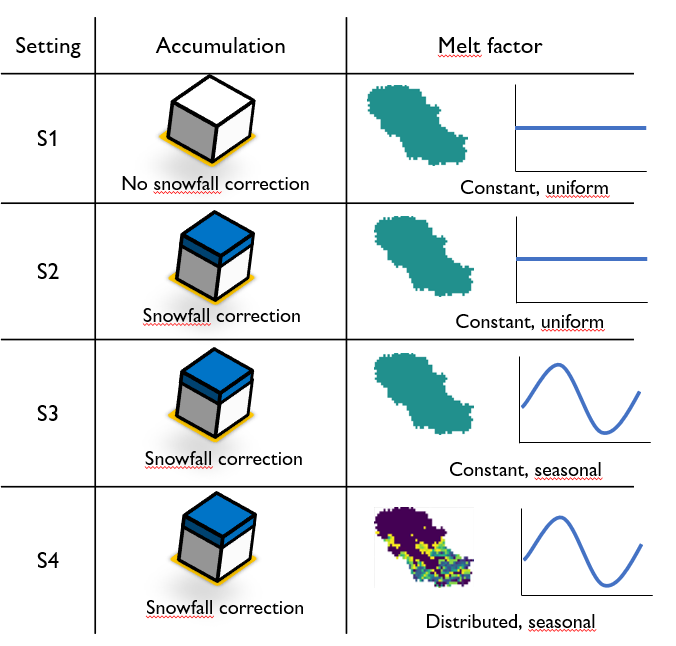 Setting Accumulation Melt factor
S1
No snowfall correction Constant, uniform
S2
Snowfall correction Constant, uniform
S3
Snowfall correction Constant, seasonal
S4
Snowfall correction Distributed, seasonal